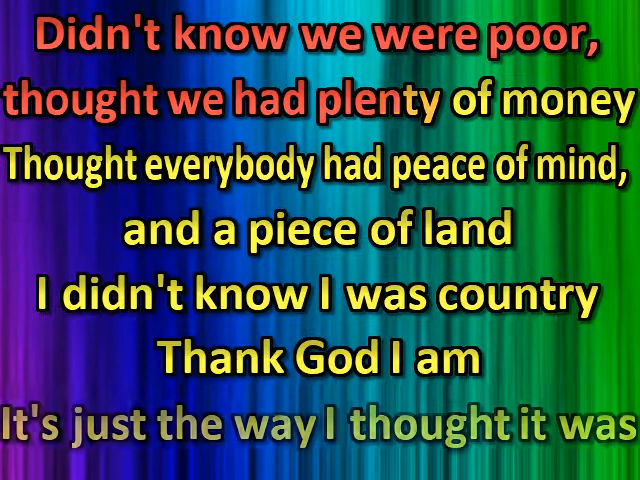 Didn't know we were poor,
thought we had plenty of money
Thought everybody had peace of mind,
and a piece of land
I didn't know I was country
Thank God I am
It's just the way I thought it was